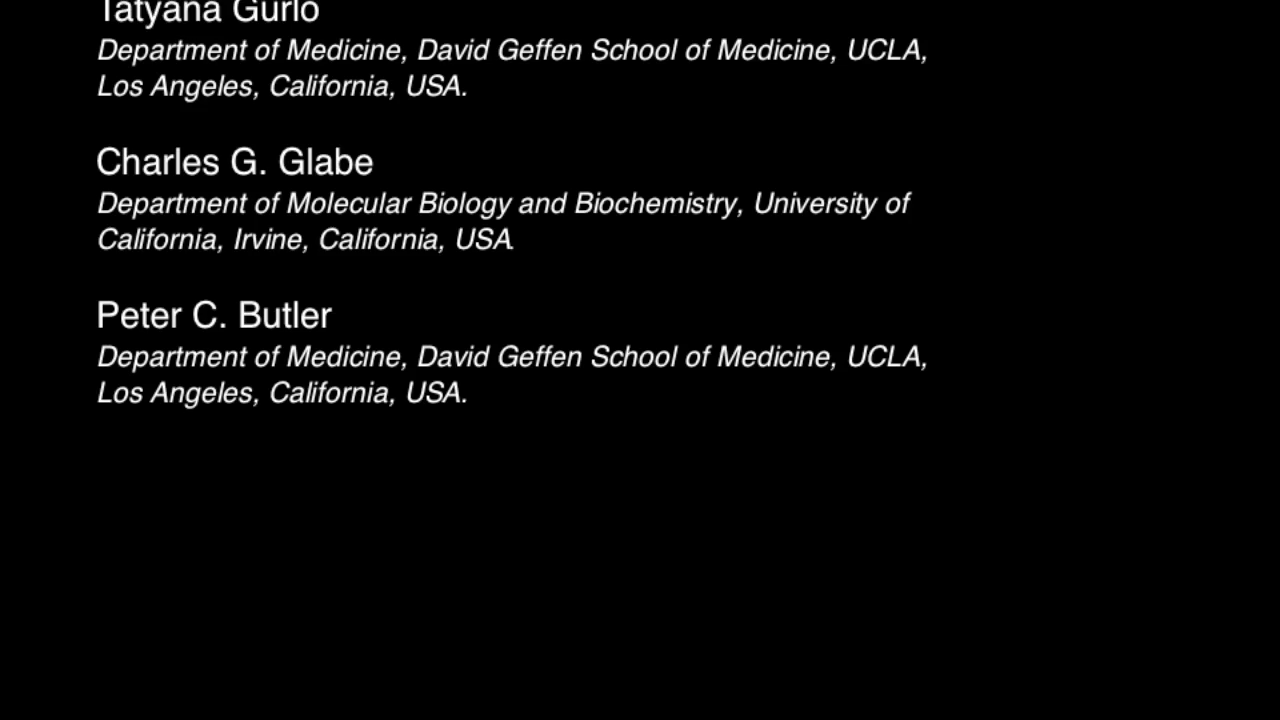 Tatyana Gurlo
Department of Medicine, David Geffen School of Medicine, UCLA,
Los Angeles, California, USA.
Charles G. Glabe
Department of Molecular Biology and Biochemistry, University of
California, Irvine, California, USA.
Peter C. Butler
Department of Medicine, David Geffen School of Medicine, UCLA,
Los Angeles, California, USA.